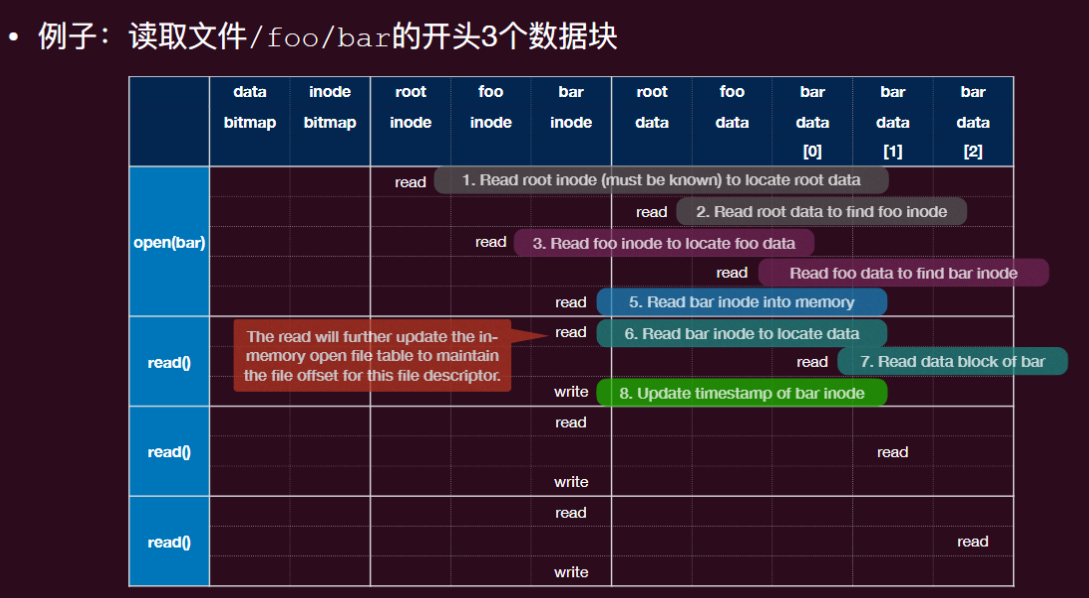 • 例子：读取文件/foo/bar的开头3个数据块
data inode root foo bar root foo bar bar bar
bitmap bitmap inode inode inode data data data data data
[0] [1] [2]
read 1. Read root inode (must be known) to locate root data
read 2. Read root data to find foo inode
open(bar) read 3. Read foo inode to locate foo data
read Read foo data to find bar inode
read 5. Read bar inode into memory
The read will further update the in-
memory open file table to maintain
the file offset for this file descriptor.
read 6. Read bar inode to locate data
read() read 7. Read data block of bar
write 8. Update timestamp of bar inode
read
read() read
write
read
read() read
write